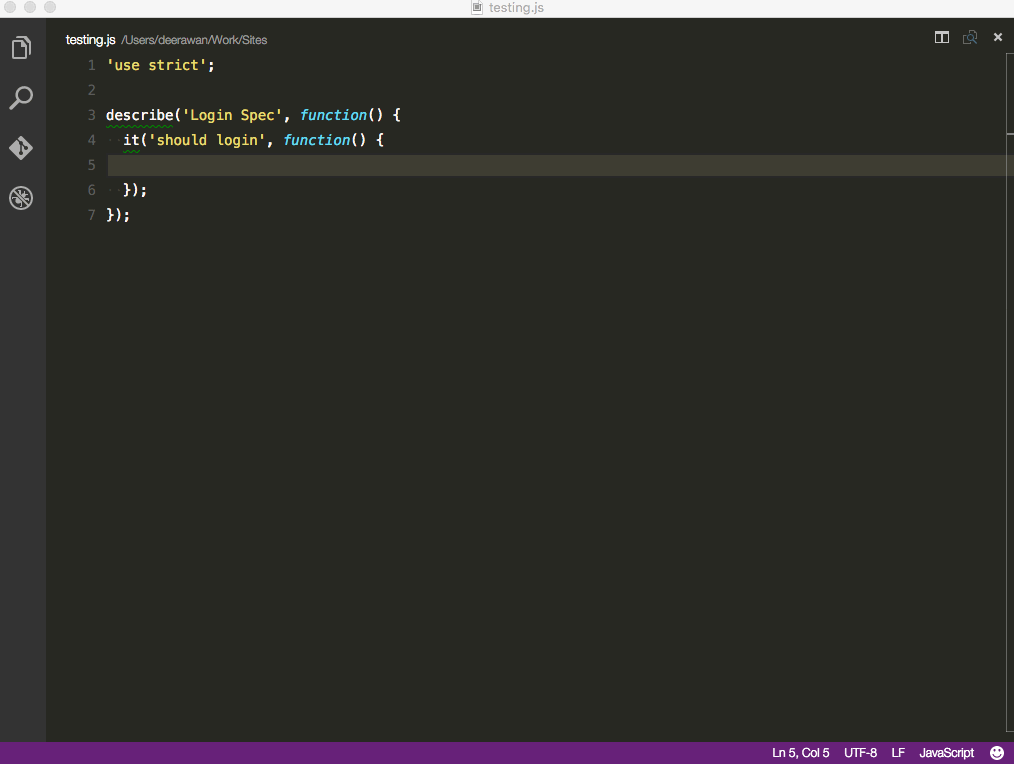 testing.js
testing.js /Users/deerawan/Work/Sites
1 'use strict';
2
3 describe('Login Spec', function() {
4   it('should login', function() {
5
6   });
7 });
Ln 5, Col 5 UTF-8 LF JavaScript